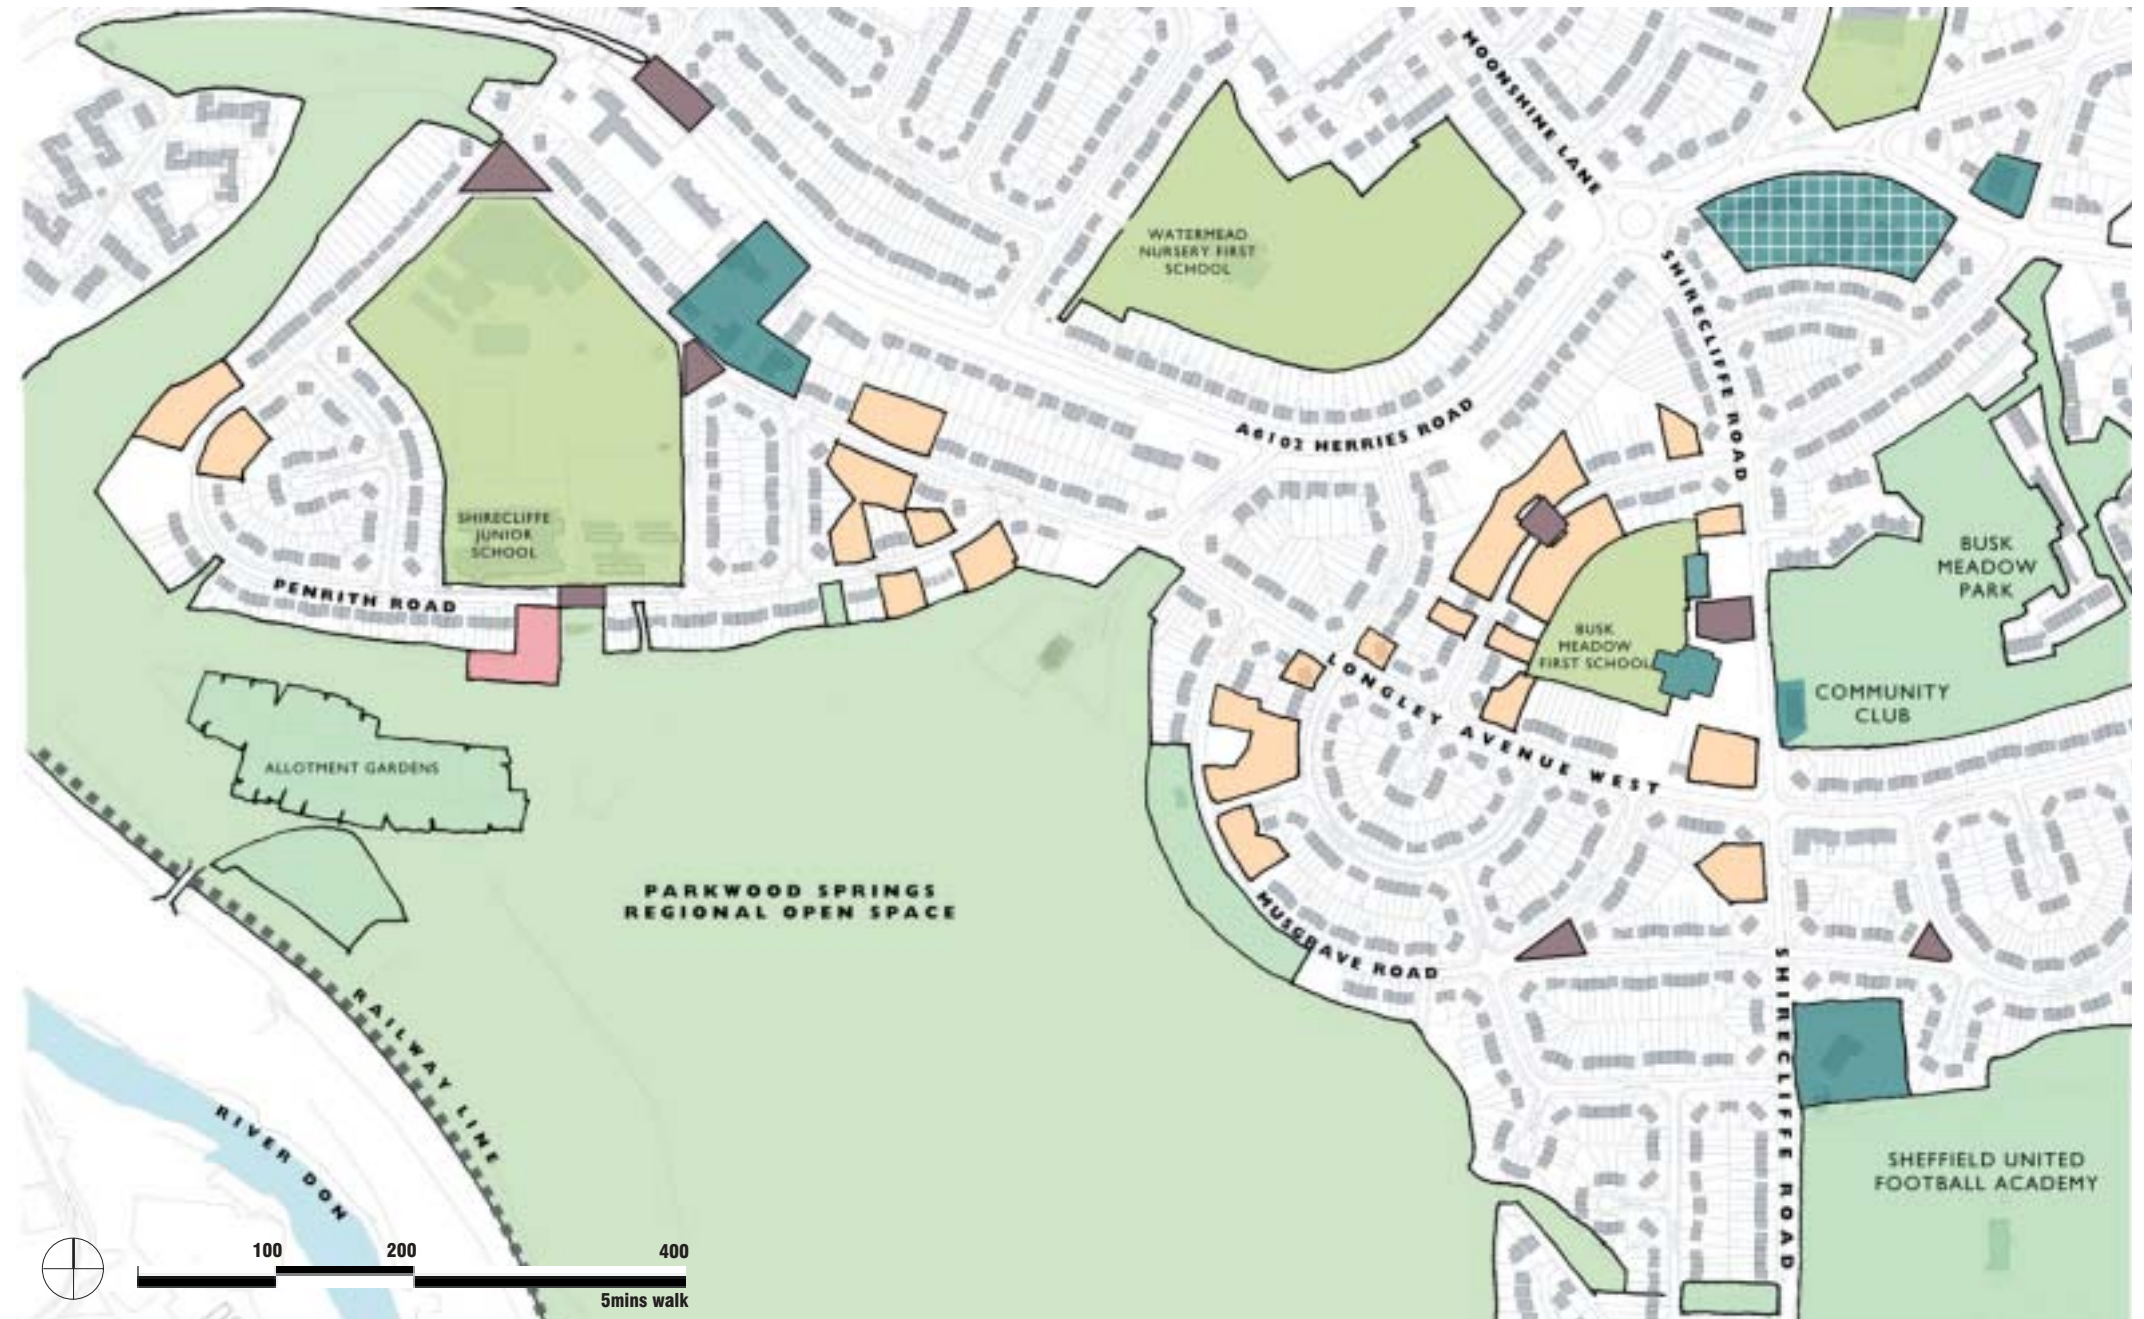 MOONSHINE LANE
WATERMEAD
NURSERY FIRST
SCHOOL
SHIRECLIFFE ROAD
A6102 HERRIES ROAD
SHIRECLIFFE
JUNIOR
SCHOOL
BUSK
MEADOW
PARK
PENRITH ROAD
BUSK
MEADOW
FIRST SCHOOL
LONGLEY AVENUE WEST
COMMUNITY
CLUB
ALLOTMENT GARDENS
PARKWOOD SPRINGS
REGIONAL OPEN SPACE
MUSGRAVE ROAD
SHIRECLIFFE ROAD
RAILWAY LINE
RIVER DON
SHEFFIELD UNITED
FOOTBALL ACADEMY
100 200 400
5mins walk